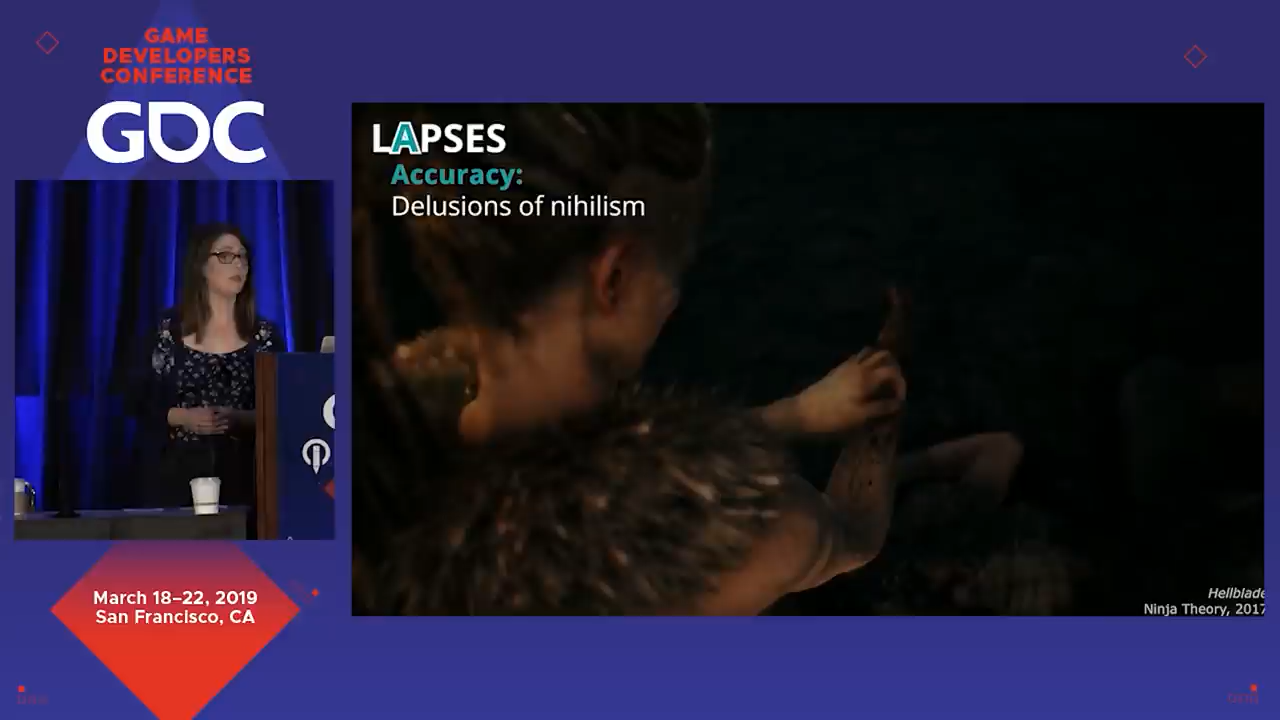 GAME
DEVELOPERS
CONFERENCE
GDC
March 18–22, 2019
San Francisco, CA
LAPSES
Accuracy:
Delusions of nihilism
Hellblade
Ninja Theory, 2017